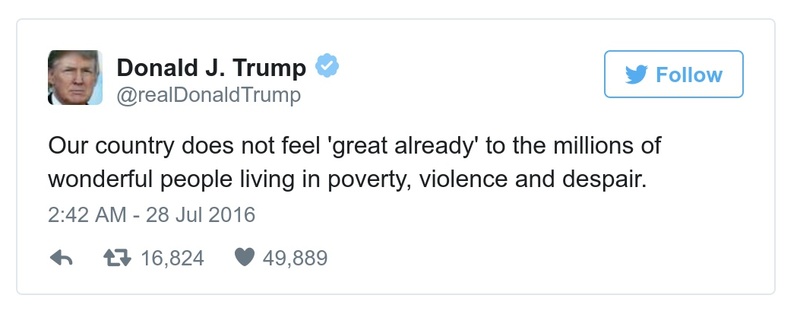 Donald J. Trump
Follow
@realDonaldTrump
Our country does not feel 'great already' to the millions of
wonderful people living in poverty, violence and despair.
2:42 AM - 28 Jul 2016
16,824 49,889